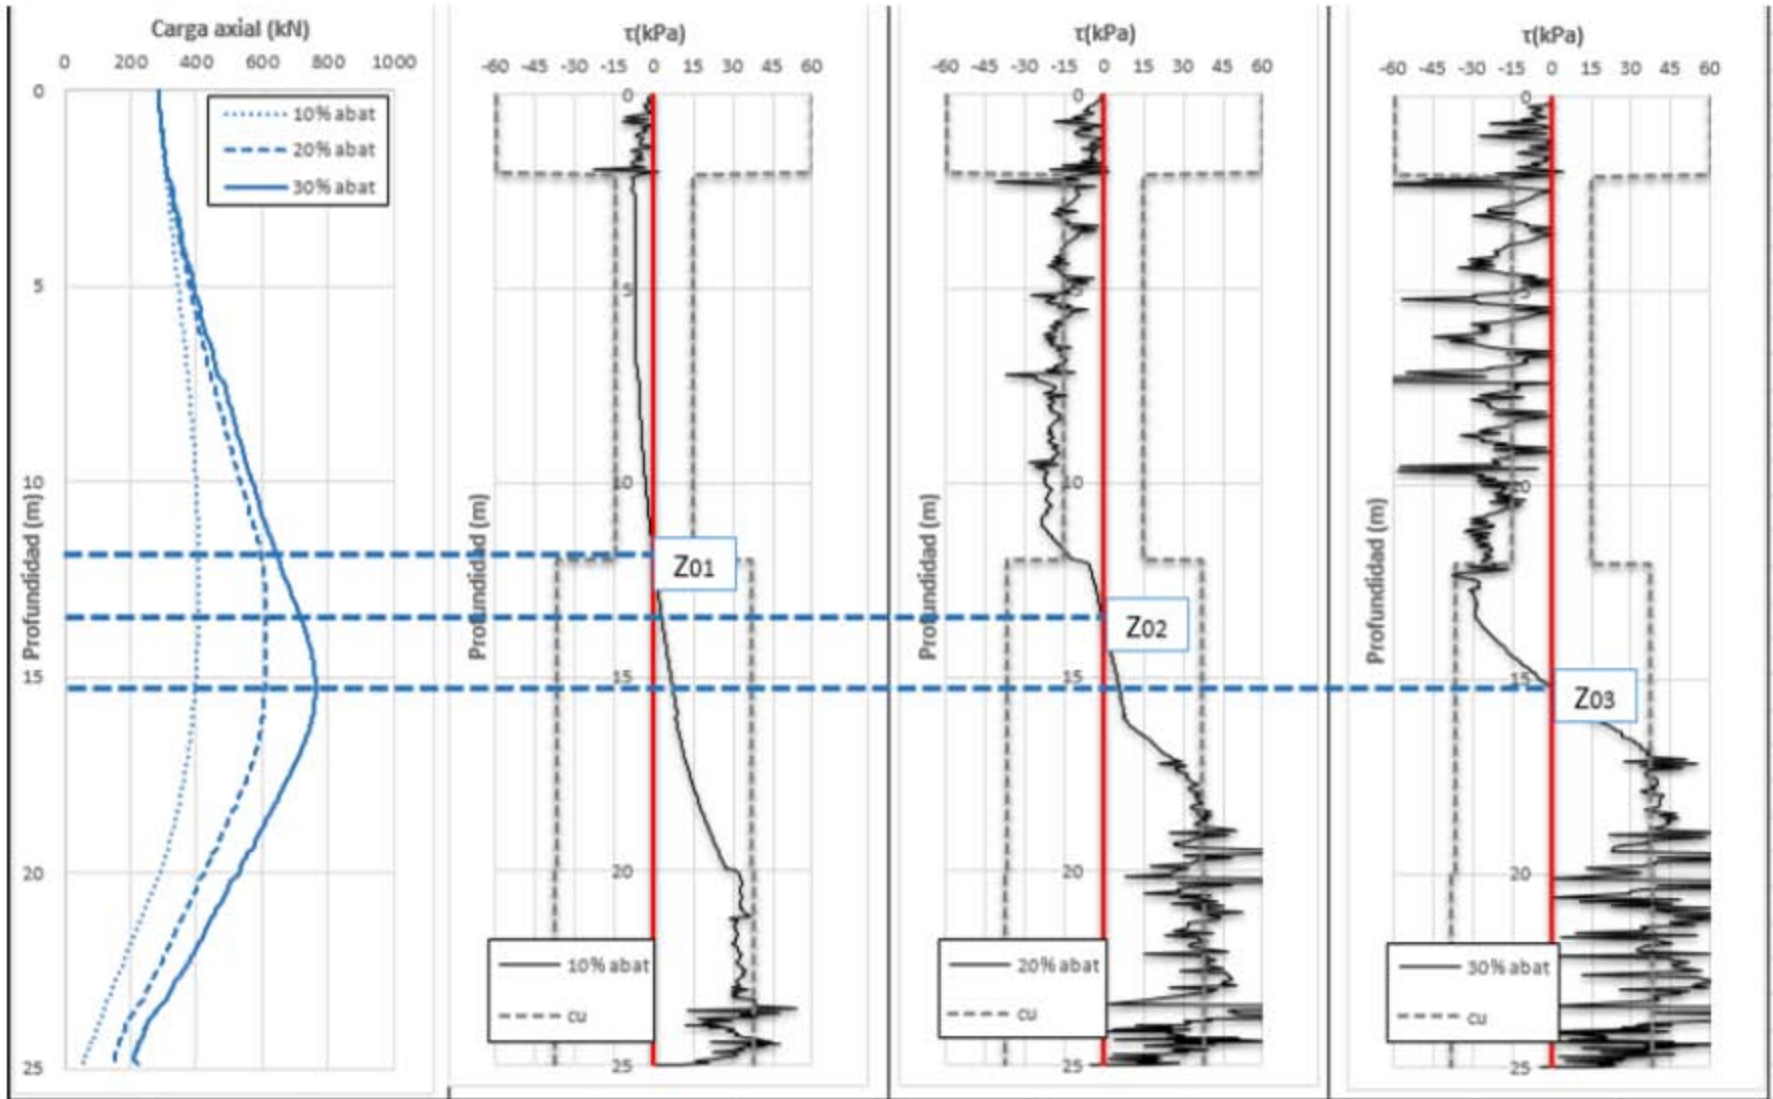 Carga axial (kN)
0 200 400 600 800 1000
0
5
10
15
20
25
Profundidad (m)
10% abat
20% abat
30% abat
τ(kPa)
-60 -45 -30 -15 0 15 30 45 60
0
5
10
15
20
25
Profundidad (m)
Z01
10% abat
cu
τ(kPa)
-60 -45 -30 -15 0 15 30 45 60
0
5
10
15
20
25
Profundidad (m)
Z02
20% abat
cu
τ(kPa)
-60 -45 -30 -15 0 15 30 45 60
0
5
10
15
20
25
Profundidad (m)
Z03
30% abat
cu